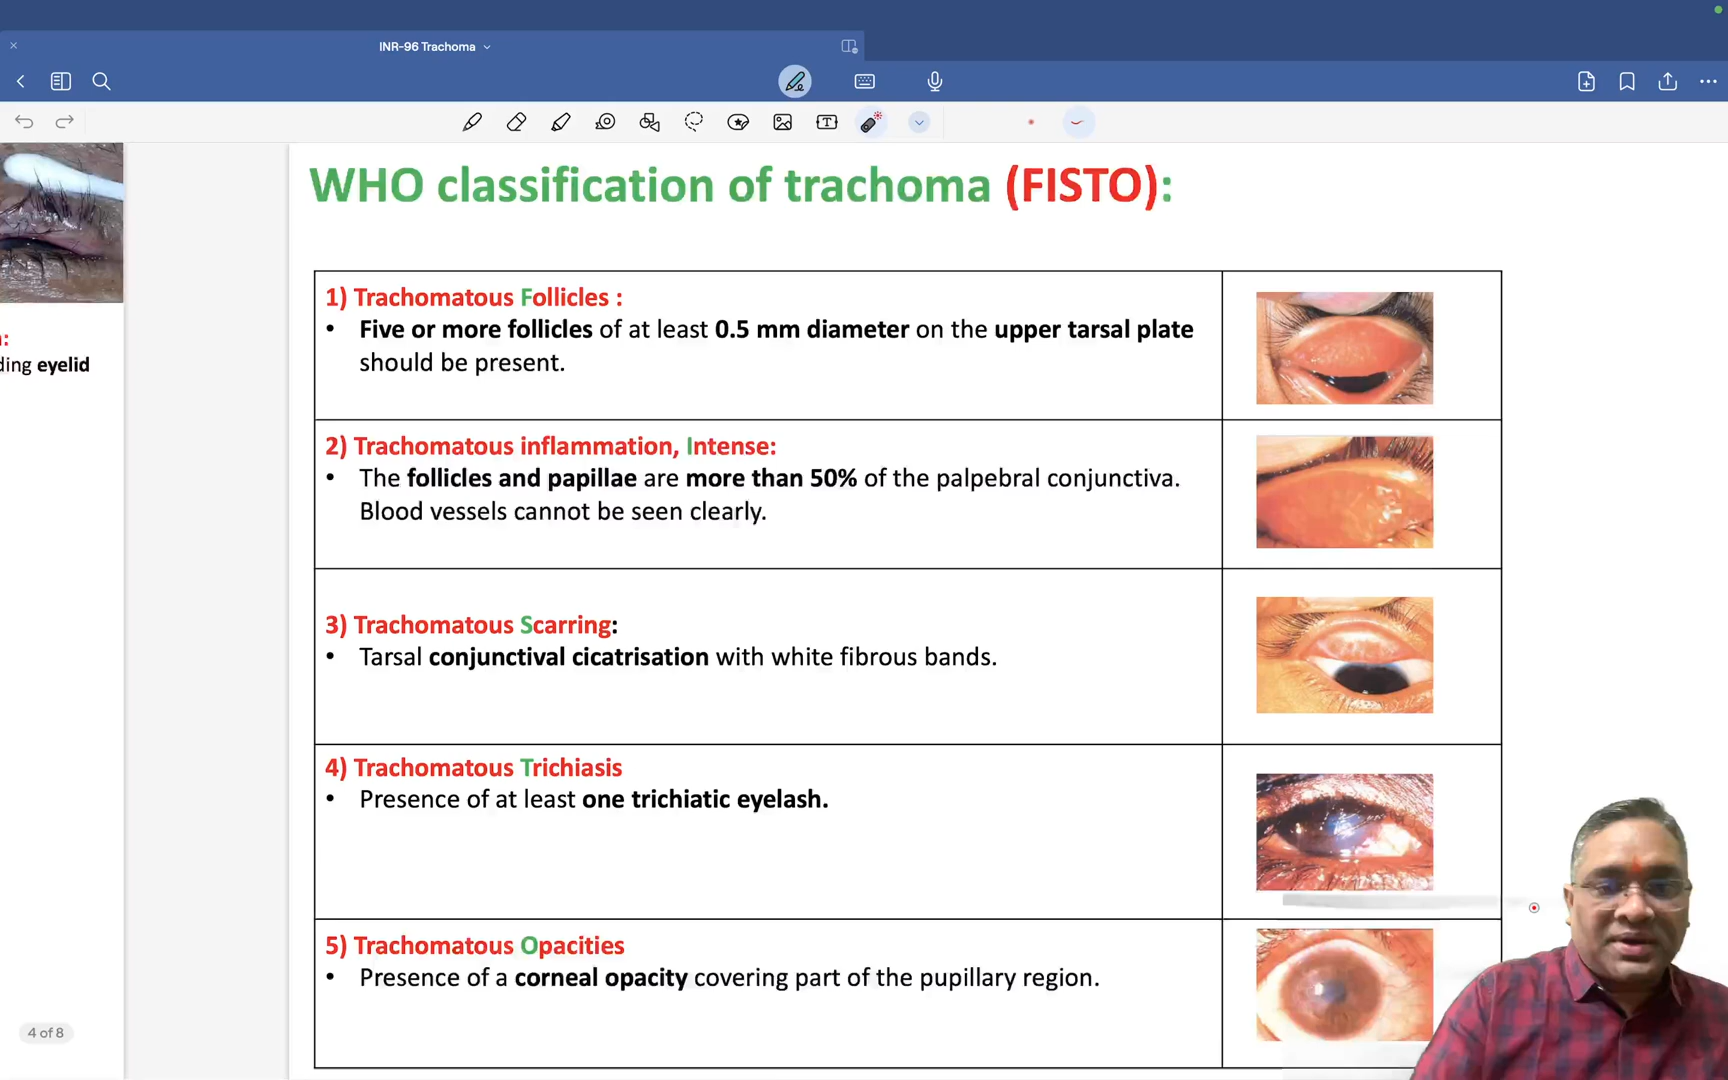 INR-96 Trachoma
WHO classification of trachoma (FISTO):
1) Trachomatous Follicles :
• Five or more follicles of at least 0.5 mm diameter on the upper tarsal plate
should be present.
2) Trachomatous inflammation, Intense:
• The follicles and papillae are more than 50% of the palpebral conjunctiva.
Blood vessels cannot be seen clearly.
3) Trachomatous Scarring:
• Tarsal conjunctival cicatrisation with white fibrous bands.
4) Trachomatous Trichiasis
• Presence of at least one trichiatic eyelash.
5) Trachomatous Opacities
• Presence of a corneal opacity covering part of the pupillary region.
eyelid
4 of 8